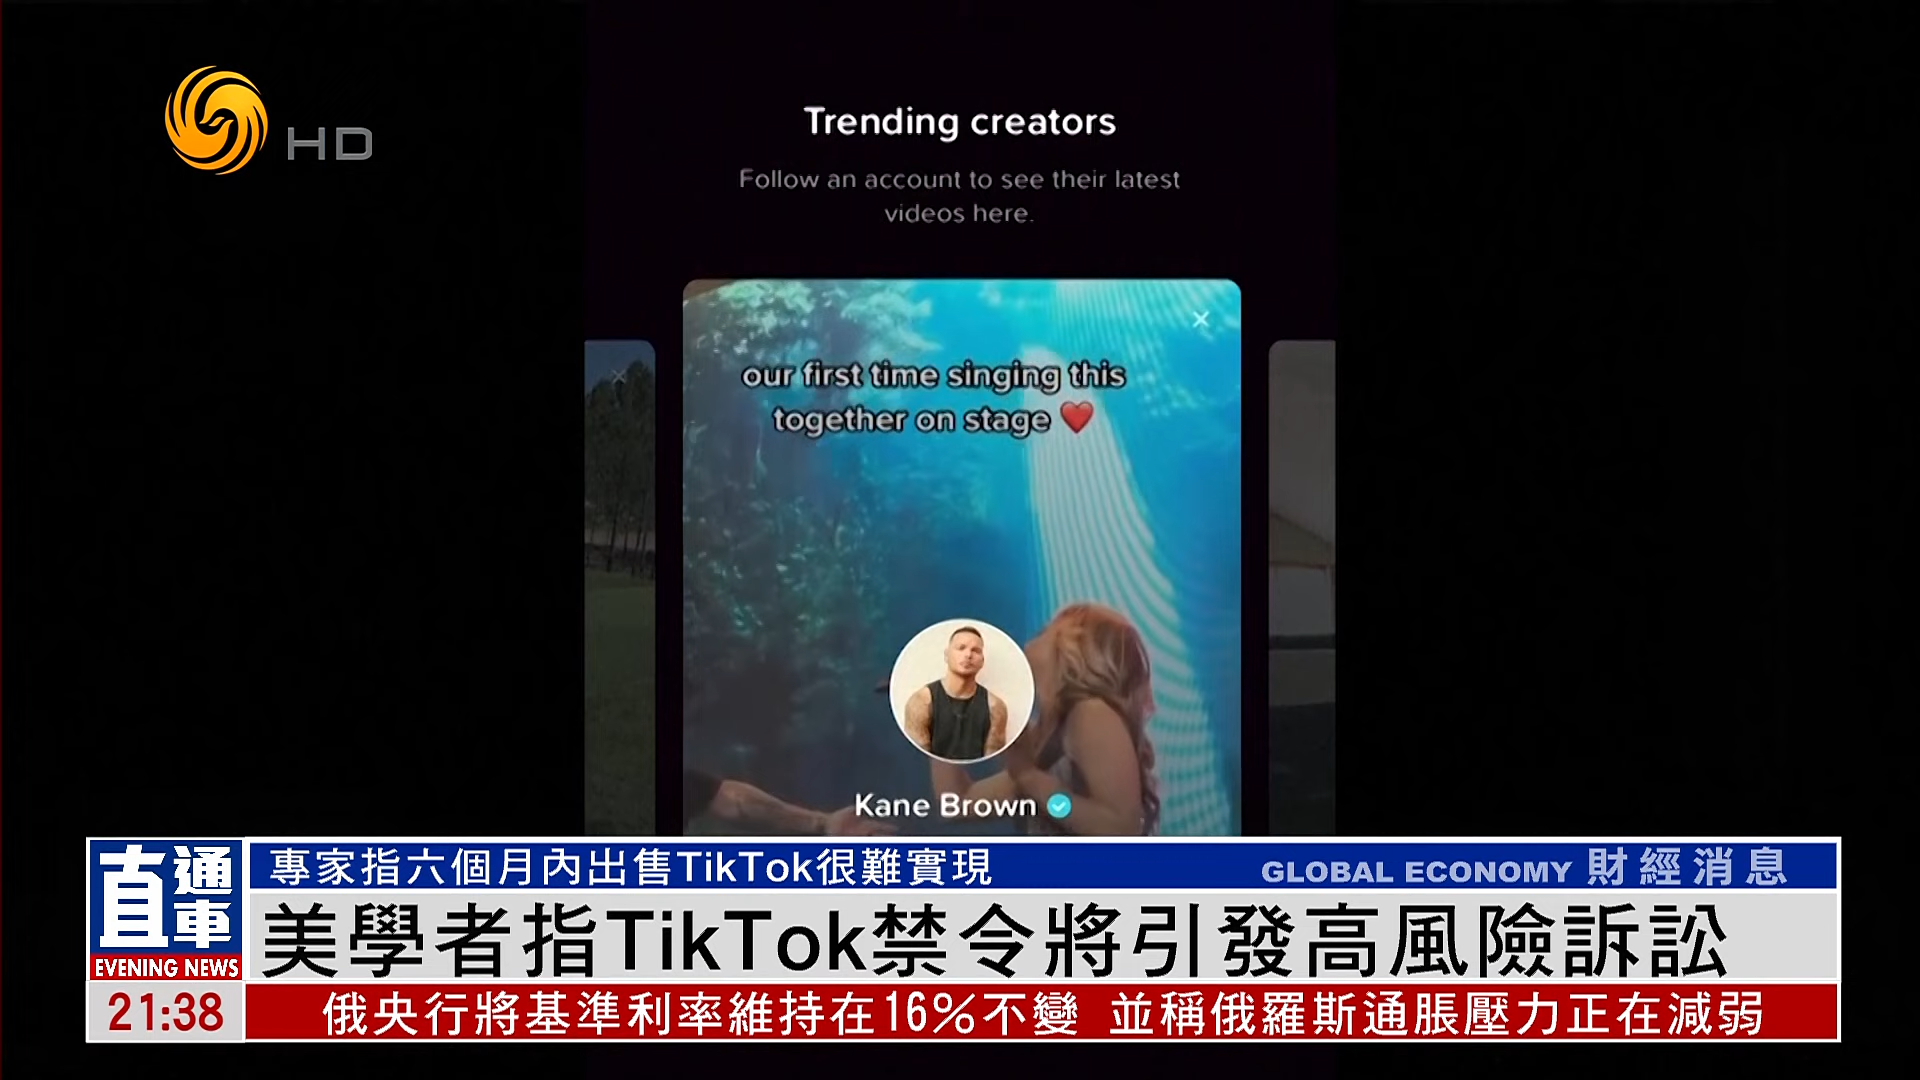 HD
Trending creators
Follow an account to see their latest
videos here.
our first time singing this
together on stage ❤️
Kane Brown
直通車
EVENING NEWS
專家指六個月內出售TikTok很難實現
GLOBAL ECONOMY 財經消息
美學者指TikTok禁令將引發高風險訴訟
21:38
俄央行將基準利率維持在16%不變 並稱俄羅斯通脹壓力正在減弱